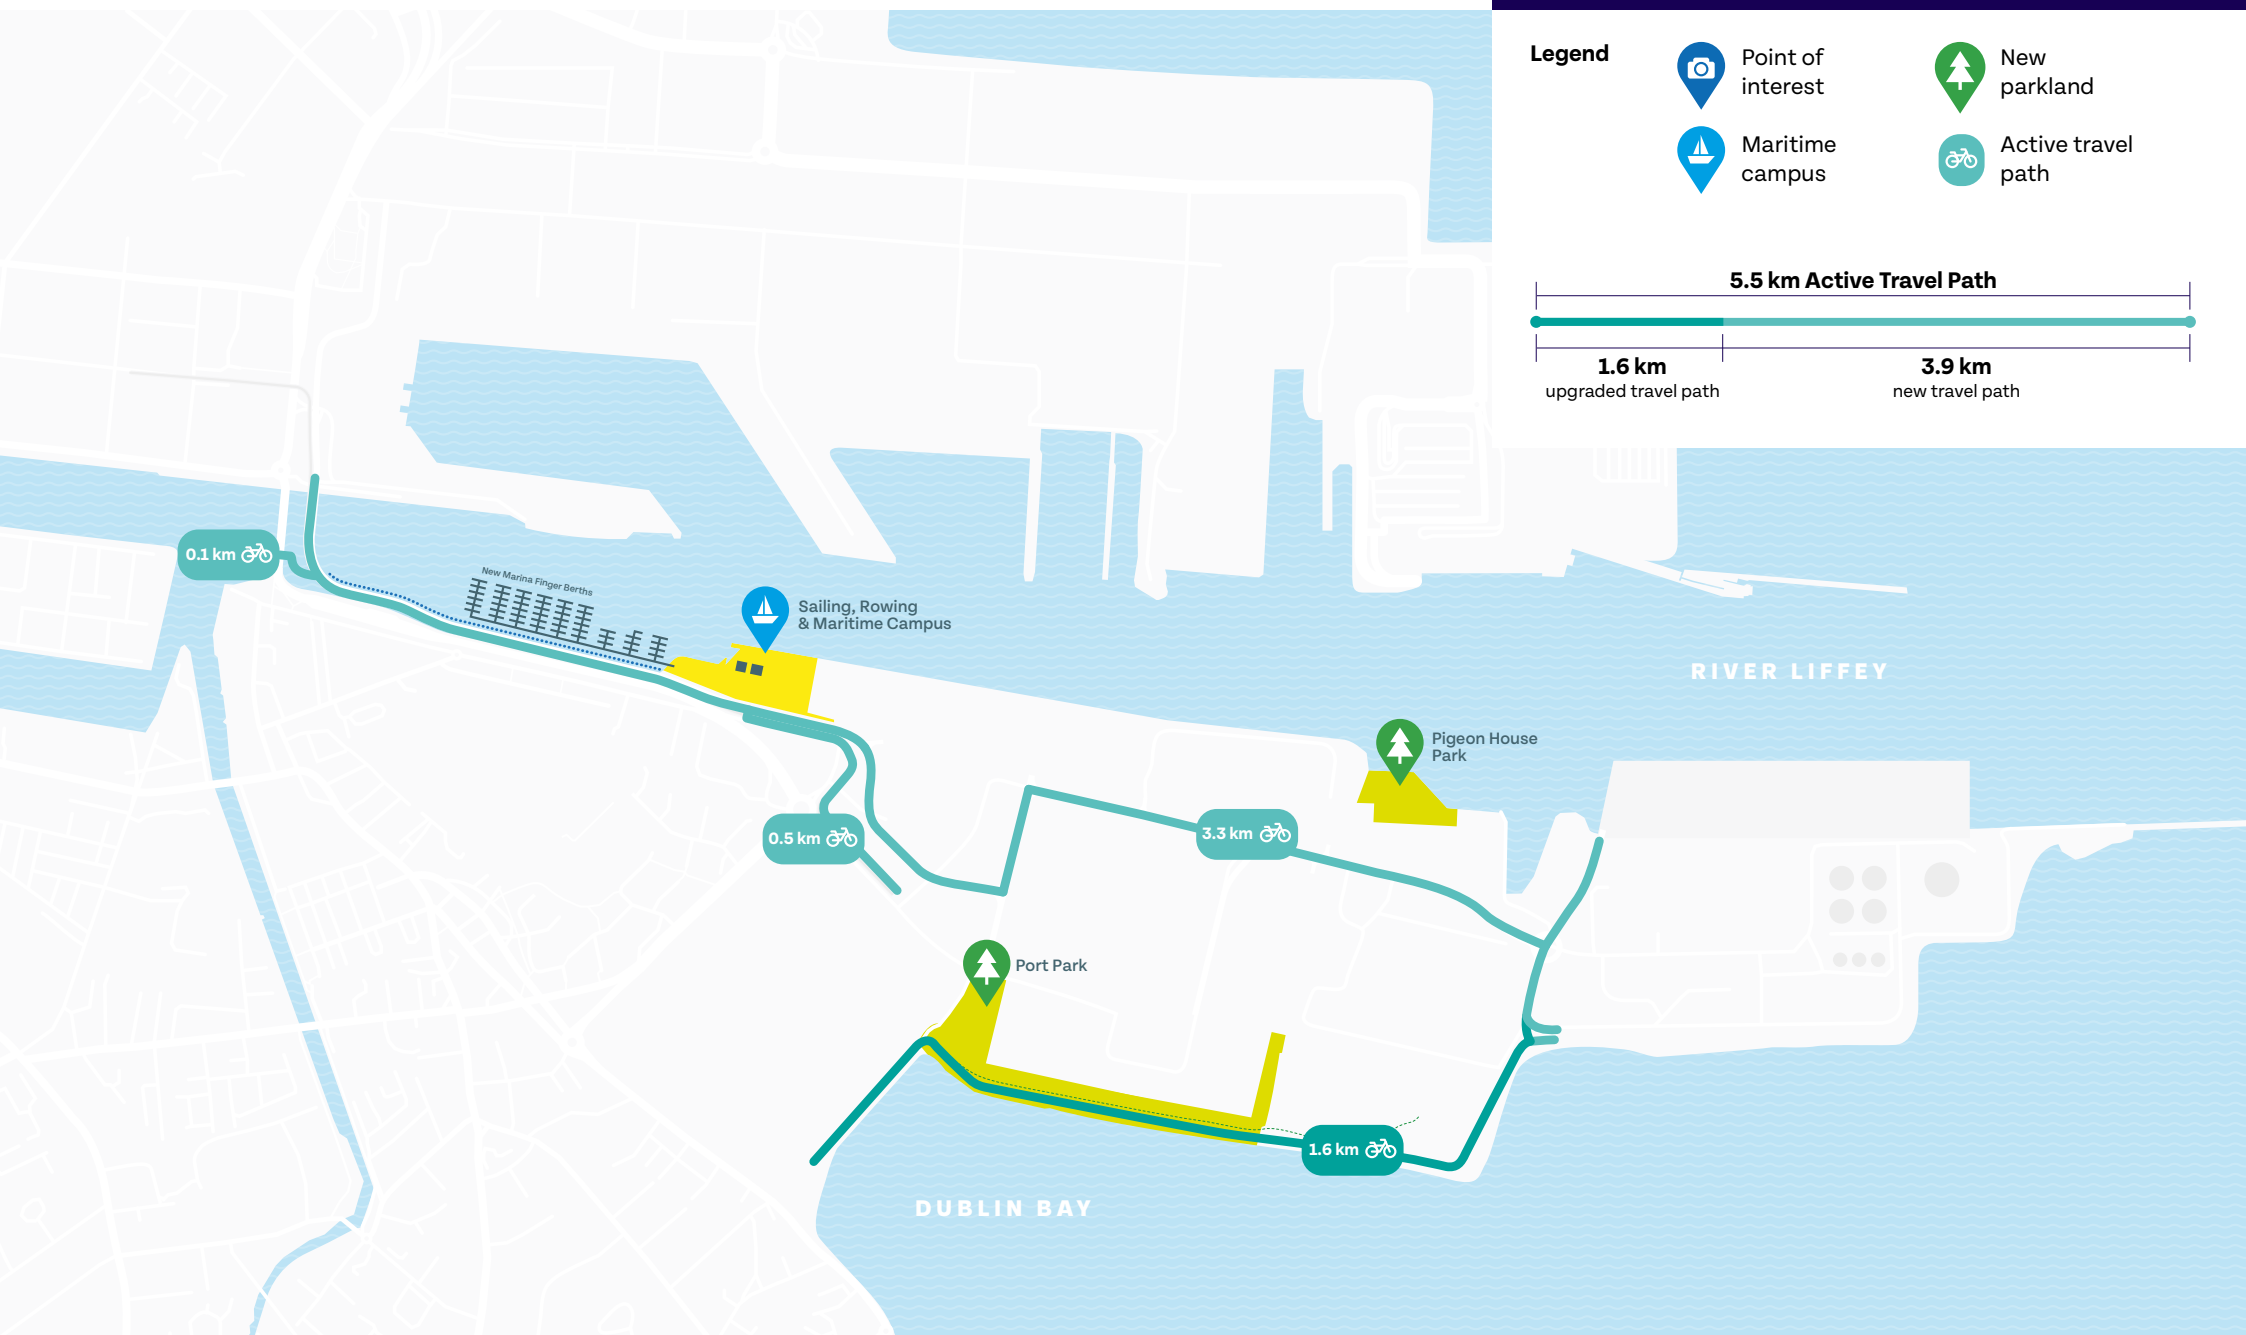 Legend
Point of
interest
New
parkland
Maritime
campus
Active travel
path
5.5 km Active Travel Path
1.6 km
upgraded travel path
3.9 km
new travel path
0.1 km
New Marina Finger Berths
Sailing, Rowing
& Maritime Campus
RIVER LIFFEY
Pigeon House
Park
0.5 km
3.3 km
Port Park
1.6 km
DUBLIN BAY